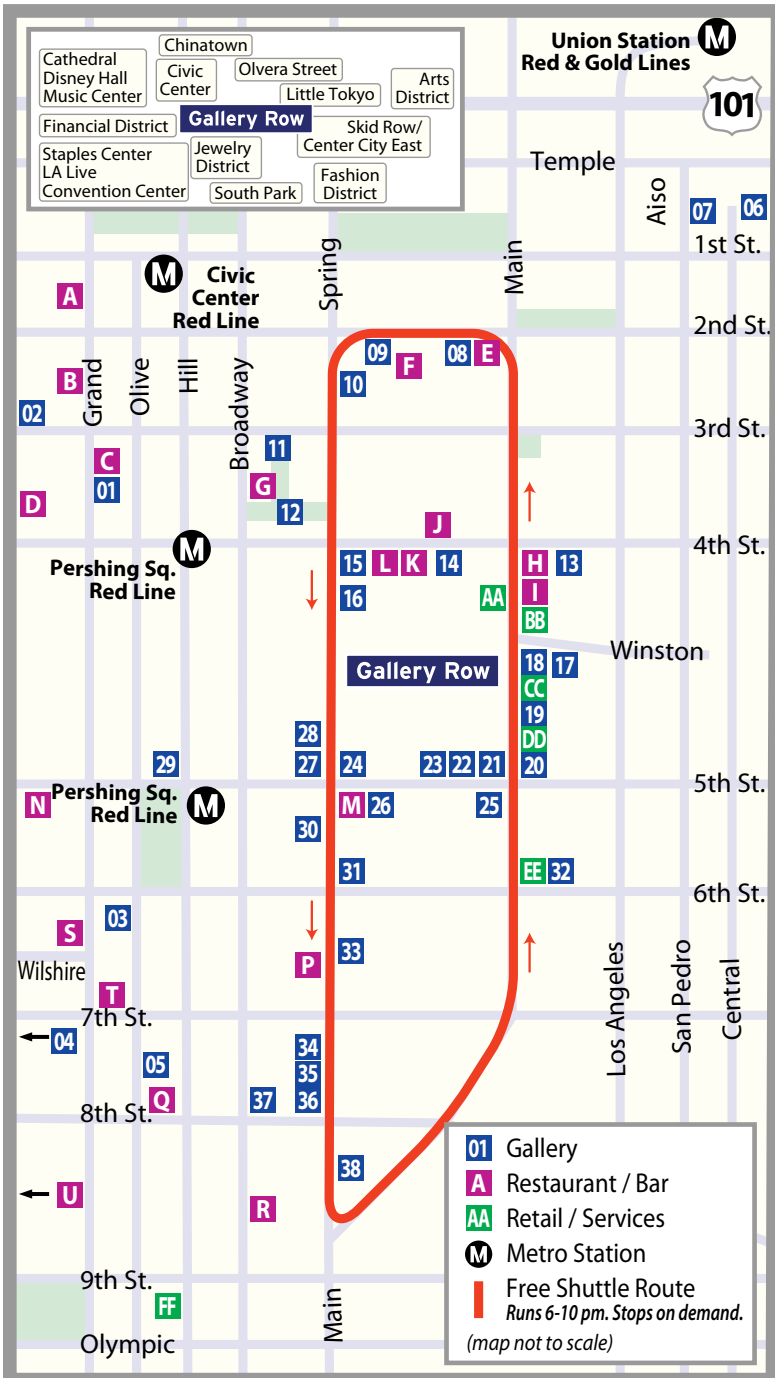 Chinatown
Cathedral
Disney Hall
Music Center
Civic
Center
Olvera Street
Little Tokyo
Arts
District
Financial District
Gallery Row
Skid Row/
Center City East
Staples Center
LA Live
Convention Center
Jewelry
District
South Park
Fashion
District
Union Station
Red & Gold Lines
M
101
Temple
Aiso
07
06
1st St.
Spring
Main
M
Civic
Center
Red Line
A
2nd St.
09
F
08
E
10
B
02
Grand
Olive
Hill
Broadway
3rd St.
11
C
01
G
12
D
J
4th St.
M
Pershing Sq.
Red Line
15
L
K
14
H
13
16
AA
I
BB
Winston
Gallery Row
18
17
CC
19
DD
28
29
27
24
23
22
21
20
5th St.
N
Pershing Sq.
Red Line
M
M
26
25
30
31
EE
32
6th St.
03
S
33
P
Wilshire
T
7th St.
Los Angeles
San Pedro
Central
04
34
05
35
Q
37
36
8th St.
38
U
R
9th St.
FF
Main
Olympic
01 Gallery
A Restaurant / Bar
AA Retail / Services
M Metro Station
Free Shuttle Route
Runs 6-10 pm. Stops on demand.
(map not to scale)